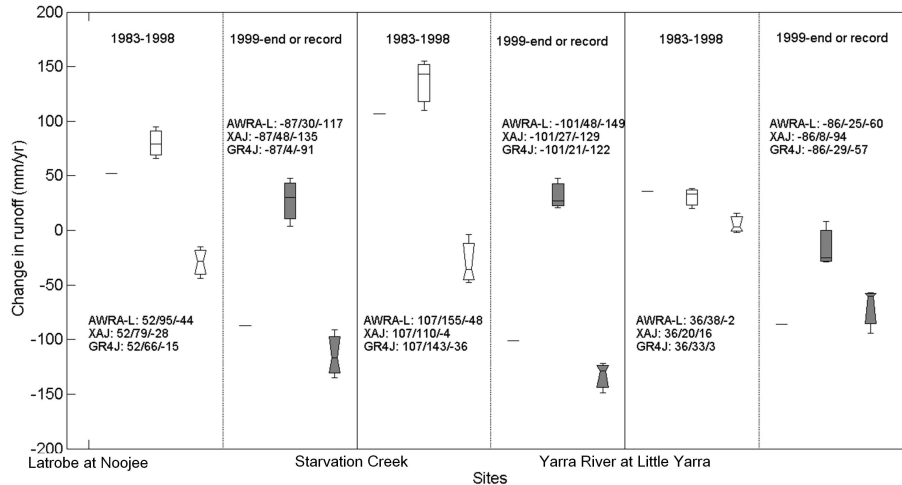 200
150
100
50
0
-50
-100
-150
-200
Change in runoff (mm/yr)
1983-1998
1999-end or record
1983-1998
1999-end or record
1983-1998
1999-end or record
AWRA-L: -87/30/-117
XAJ: -87/48/-135
GR4J: -87/4/-91
AWRA-L: -101/48/-149
XAJ: -101/27/-129
GR4J: -101/21/-122
AWRA-L: -86/-25/-60
XAJ: -86/8/-94
GR4J: -86/-29/-57
AWRA-L: 52/95/-44
XAJ: 52/79/-28
GR4J: 52/66/-15
AWRA-L: 107/155/-48
XAJ: 107/110/-4
GR4J: 107/143/-36
AWRA-L: 36/38/-2
XAJ: 36/20/16
GR4J: 36/33/3
Latrobe at Noojee
Starvation Creek
Yarra River at Little Yarra
Sites